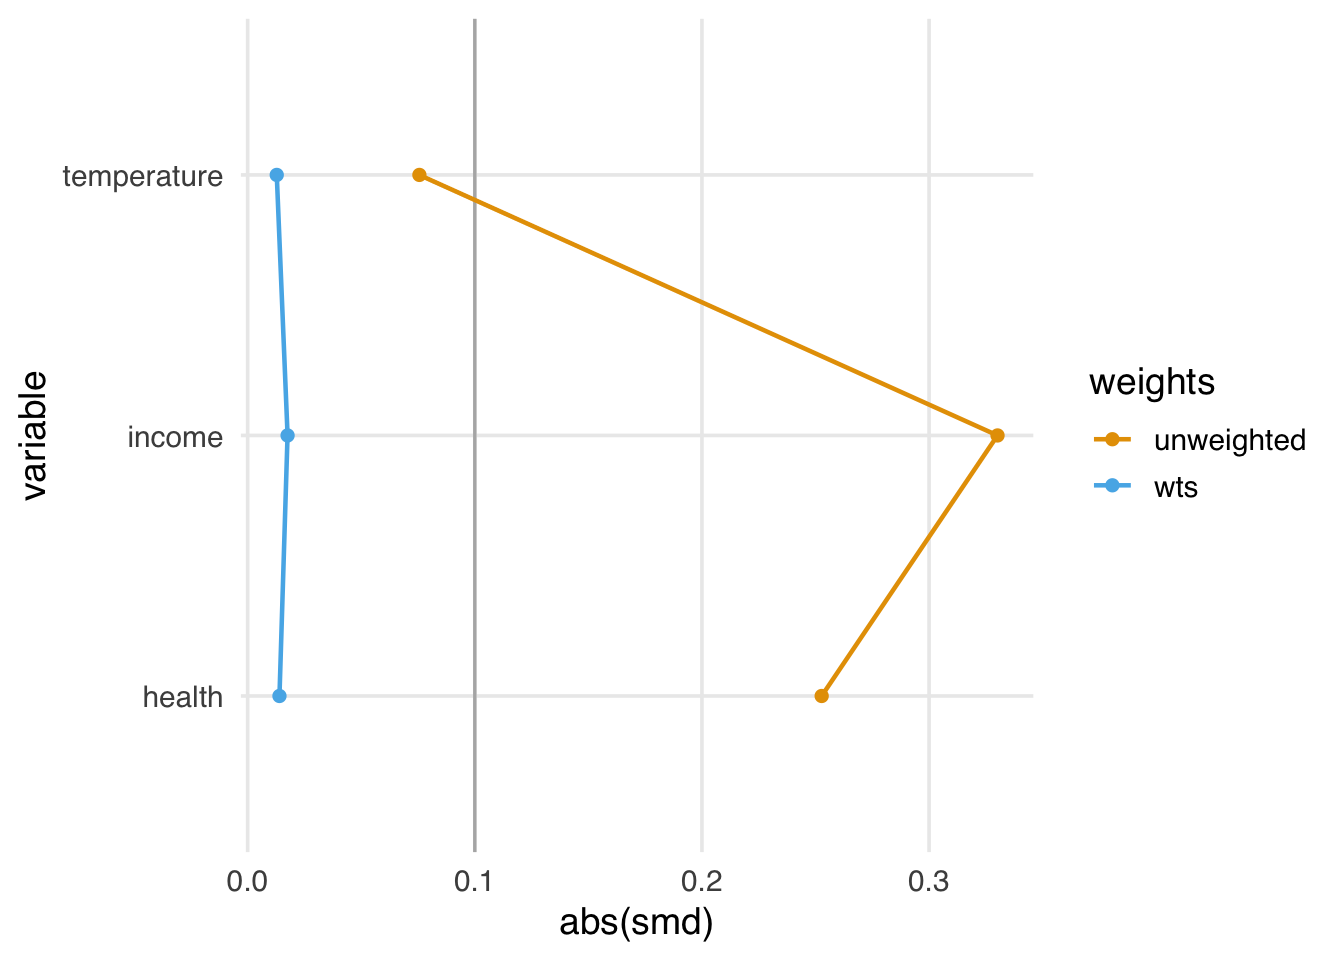 variable
temperature
income
health
0.0 0.1 0.2 0.3
abs(smd)
weights
unweighted
wts